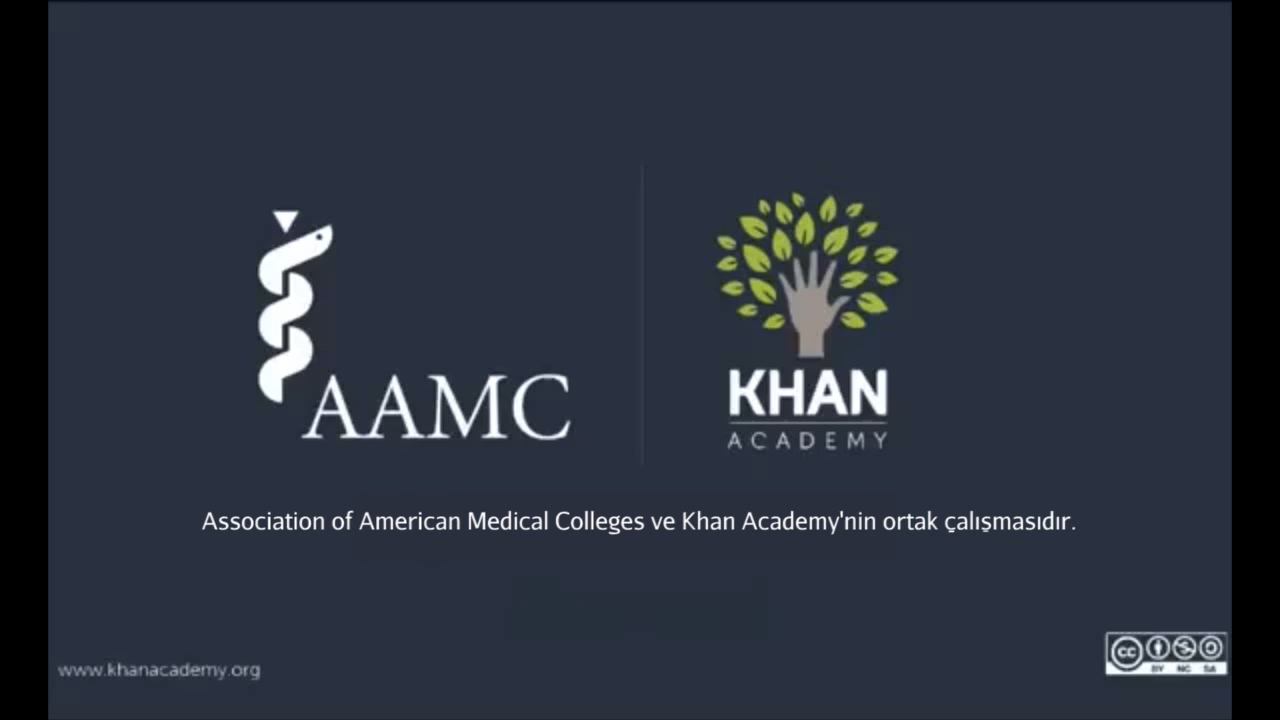 AAMC
KHAN
ACADEMY
Association of American Medical Colleges ve Khan Academy'nin ortak çalışmasıdır.
www.khanacademy.org
cc
BY NC SA